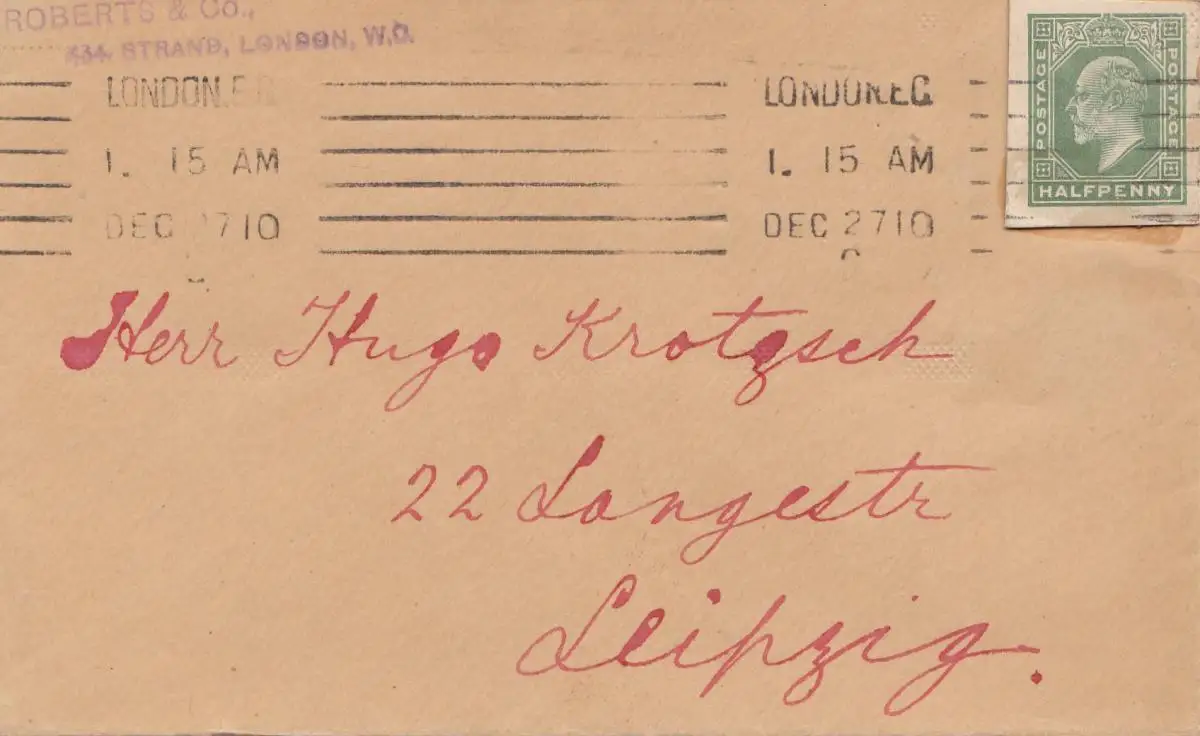 ROBERTS & Co.,
434 STRAND, LONDON, W.C.
LONDON.E.C.
1. 15 AM
DEC 27 10
LONDON.E.C.
1. 15 AM
DEC 27 10
POSTAGE
POSTAGE
HALFPENNY
Herr Hugo Krotzsch
22 Langestr
Leipzig.